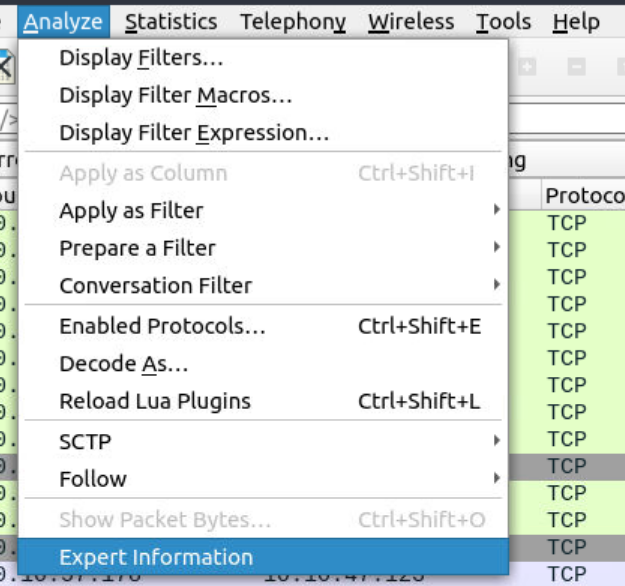 Analyze Statistics Telephony Wireless Tools Help
Display Filters...
Display Filter Macros...
Display Filter Expression...
Apply as Column Ctrl+Shift+I
Apply as Filter
Protoco
Prepare a Filter
TCP
Conversation Filter
TCP
TCP
Enabled Protocols... Ctrl+Shift+E
TCP
Decode As...
TCP
Reload Lua Plugins Ctrl+Shift+L
TCP
TCP
SCTP
TCP
Follow
TCP
TCP
TCP
Show Packet Bytes... Ctrl+Shift+O
TCP
Expert Information
TCP
TCP